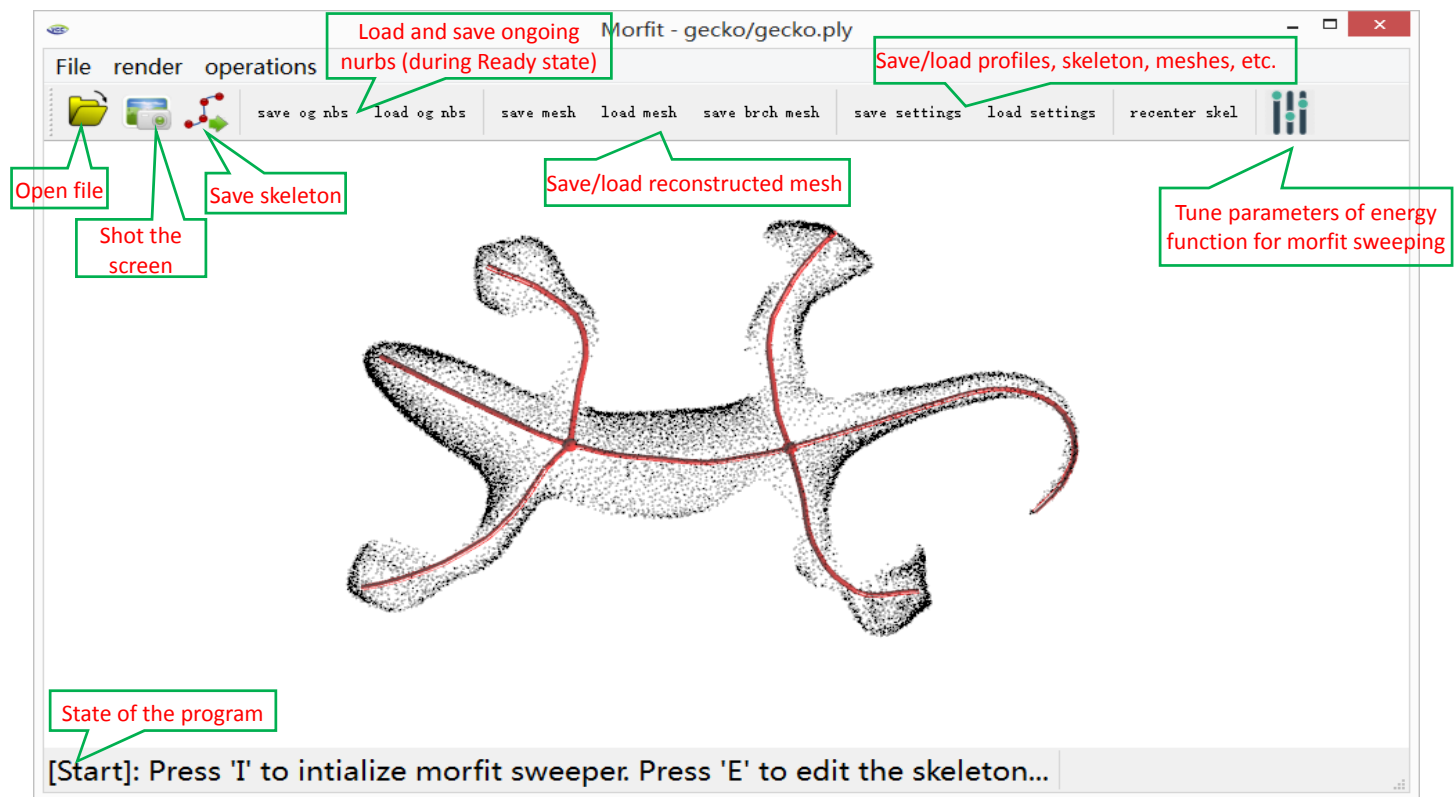 Morfit - gecko/gecko.ply
Load and save ongoing
nurbs (during Ready state)
Save/load profiles, skeleton, meshes, etc.
File render operations
save og nbs load og nbs save mesh load mesh save brch mesh save settings load settings recenter skel
Open file
Save skeleton
Save/load reconstructed mesh
Shot the
screen
Tune parameters of energy
function for morfit sweeping
State of the program
[Start]: Press 'I' to intialize morfit sweeper. Press 'E' to edit the skeleton...